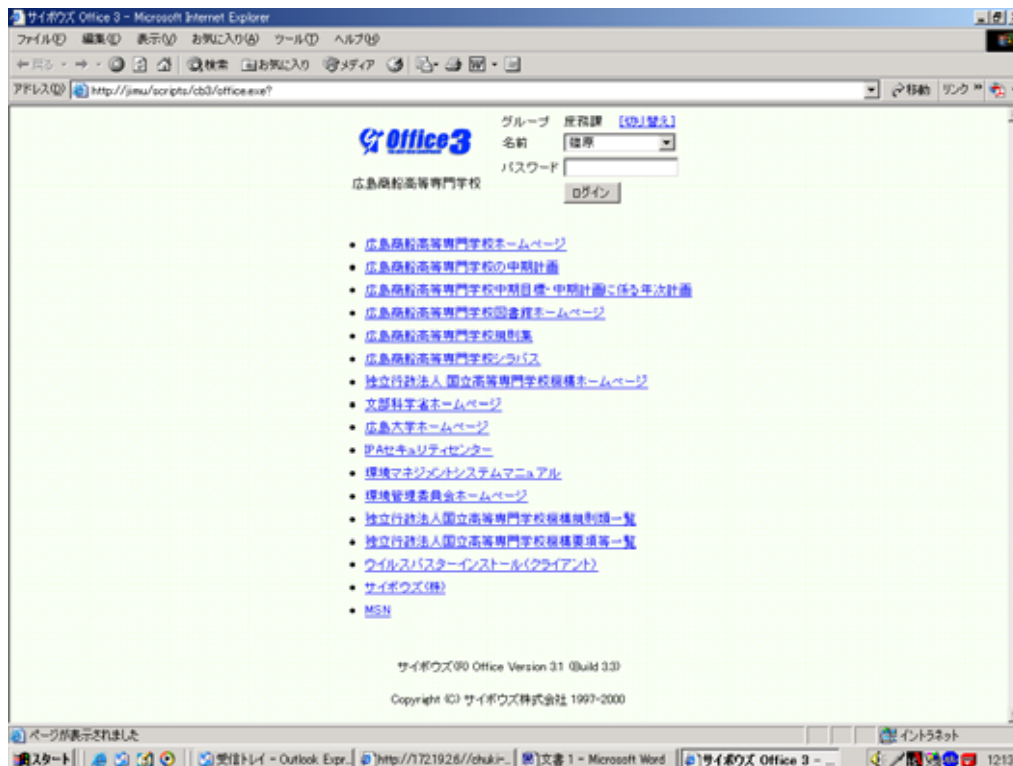 サイボウズ Office 3 - Microsoft Internet Explorer
ファイル(F) 編集(E) 表示(V) お気に入り(A) ツール(T) ヘルプ(H)
戻る 検索 お気に入り メディア
アドレス(D) http://jimu/scripts/cb3/office.exe? 移動 リンク »
Office 3
グループ 庶務課 [切り替え]
名前 篠原
パスワード
広島商船高等専門学校
ログイン
広島商船高等専門学校ホームページ
広島商船高等専門学校の中期計画
広島商船高等専門学校中期目標・中期計画に係る年次計画
広島商船高等専門学校図書館ホームページ
広島商船高等専門学校規則集
広島商船高等専門学校シラバス
独立行政法人 国立高等専門学校機構ホームページ
文部科学省ホームページ
広島大学ホームページ
IPAセキュリティセンター
環境マネジメントシステムマニュアル
環境管理委員会ホームページ
独立行政法人国立高等専門学校機構規則類一覧
独立行政法人国立高等専門学校機構要項等一覧
ウイルスバスターインストール(クライアント)
サイボウズ(株)
MSN
サイボウズ(R) Office Version 3.1 (Build 3.3)
Copyright (C) サイボウズ株式会社 1997-2000
ページが表示されました イントラネット
スタート 受信トレイ - Outlook Expr... 文書 1 - Microsoft Word サイボウズ Office 3 - ... 12:13